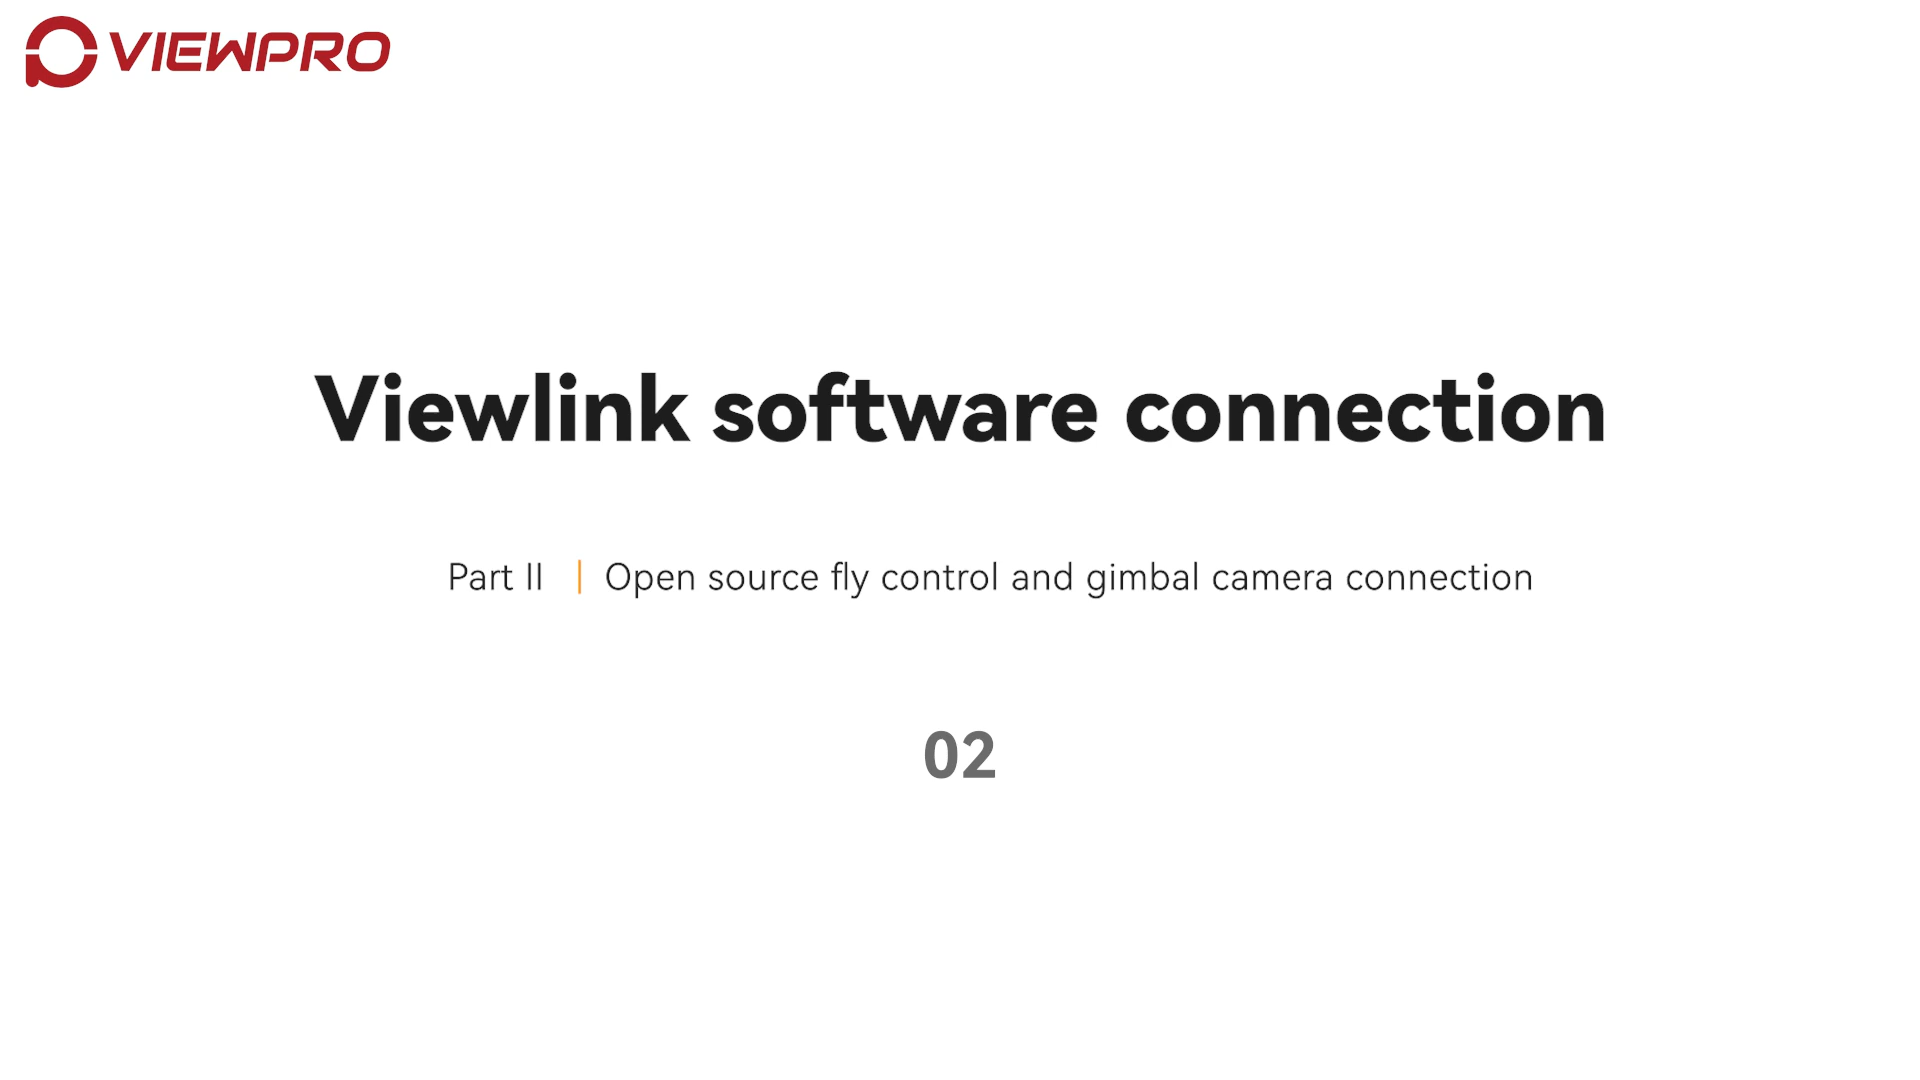 VIEWPRO
Viewlink software connection
Part II | Open source fly control and gimbal camera connection
02